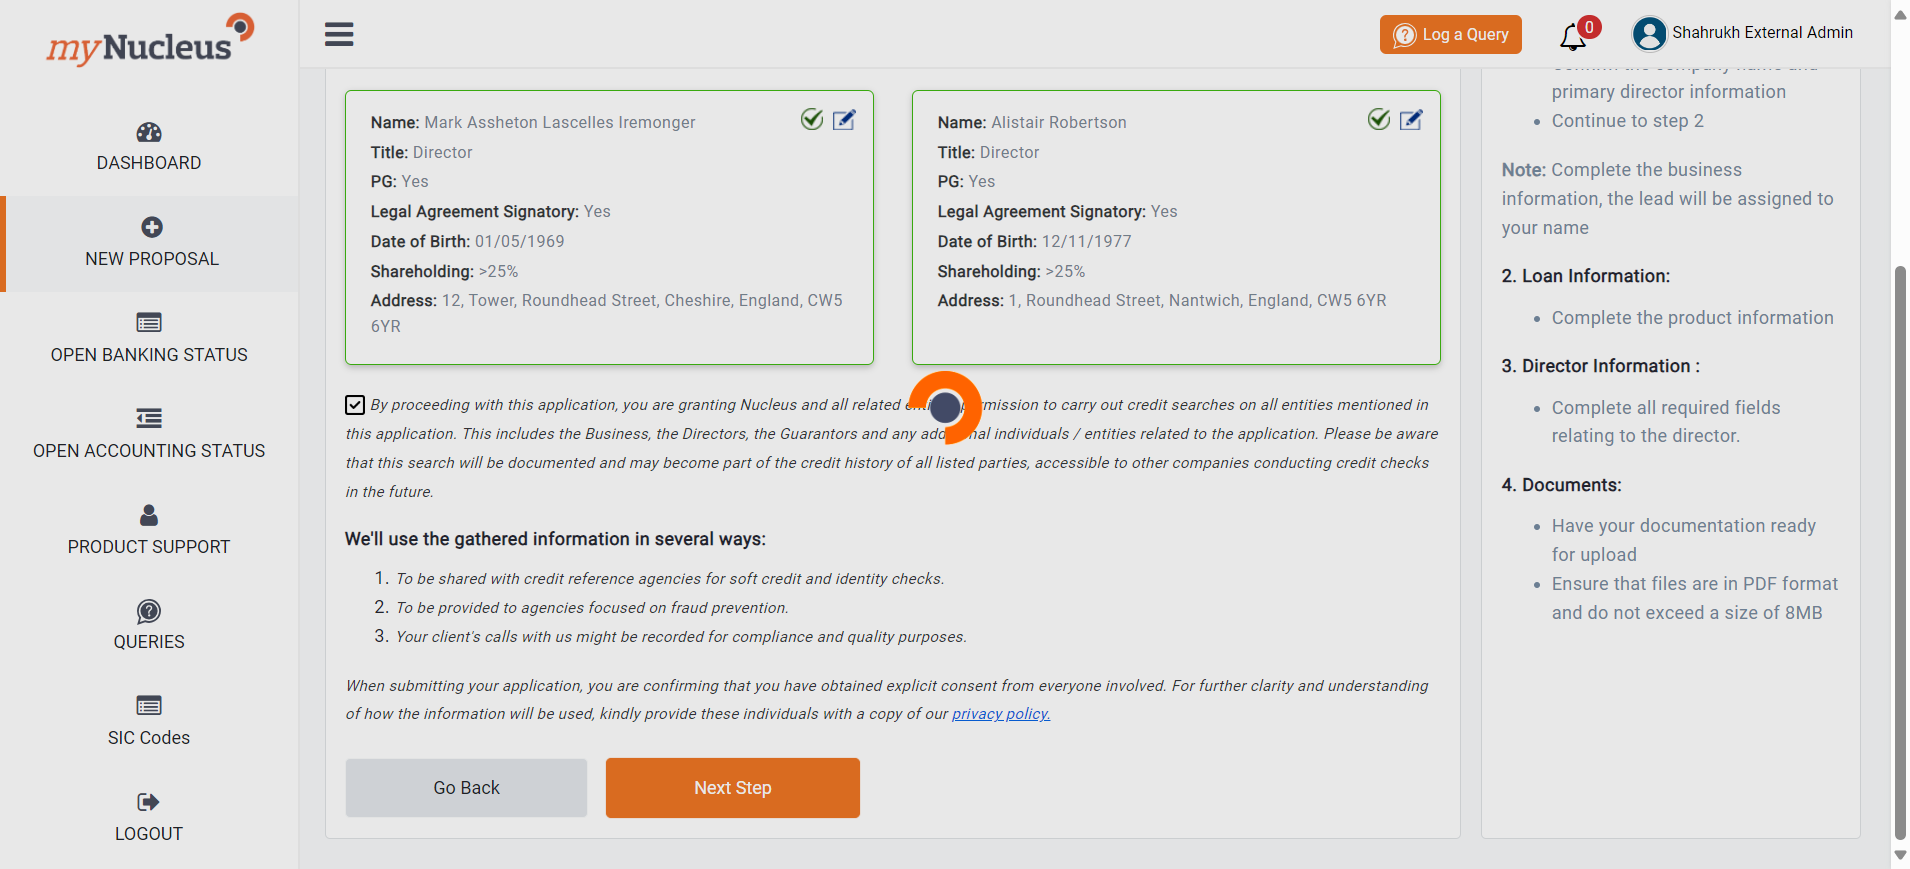 myNucleus
Log a Query
0
Shahrukh External Admin
DASHBOARD
NEW PROPOSAL
OPEN BANKING STATUS
OPEN ACCOUNTING STATUS
PRODUCT SUPPORT
QUERIES
SIC Codes
LOGOUT
Name: Mark Assheton Lascelles Iremonger
Title: Director
PG: Yes
Legal Agreement Signatory: Yes
Date of Birth: 01/05/1969
Shareholding: >25%
Address: 12, Tower, Roundhead Street, Cheshire, England, CW5
6YR
Name: Alistair Robertson
Title: Director
PG: Yes
Legal Agreement Signatory: Yes
Date of Birth: 12/11/1977
Shareholding: >25%
Address: 1, Roundhead Street, Nantwich, England, CW5 6YR
By proceeding with this application, you are granting Nucleus and all related to carry out credit searches on all entities mentioned in
this application. This includes the Business, the Directors, the Guarantors and any individuals / entities related to the application. Please be aware
that this search will be documented and may become part of the credit history of all listed parties, accessible to other companies conducting credit checks
in the future.
We'll use the gathered information in several ways:
1. To be shared with credit reference agencies for soft credit and identity checks.
2. To be provided to agencies focused on fraud prevention.
3. Your client's calls with us might be recorded for compliance and quality purposes.
When submitting your application, you are confirming that you have obtained explicit consent from everyone involved. For further clarity and understanding
of how the information will be used, kindly provide these individuals with a copy of our privacy policy.
Go Back
Next Step
Confirm the company name and
primary director information
• Continue to step 2
Note: Complete the business
information, the lead will be assigned to
your name
2. Loan Information:
• Complete the product information
3. Director Information :
• Complete all required fields
relating to the director.
4. Documents:
• Have your documentation ready
for upload
• Ensure that files are in PDF format
and do not exceed a size of 8MB